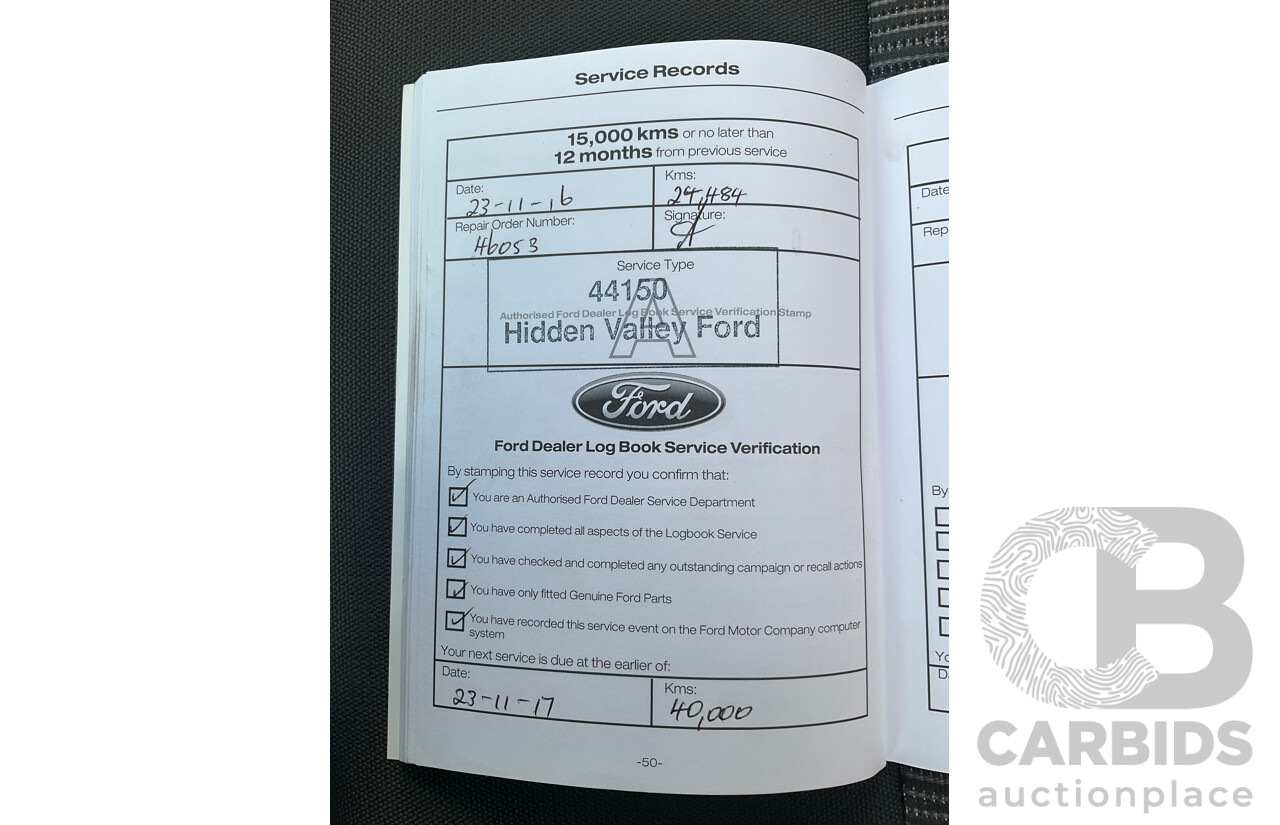 Service Records
15,000 kms or no later than
12 months from previous service
Date:
23-11-16
Kms:
24,484
Repair Order Number:
46053
Signature:
Service Type
44150
A
Authorised Ford Dealer Log Book Service Verification Stamp
Hidden Valley Ford
Ford
Ford Dealer Log Book Service Verification
By stamping this service record you confirm that:
You are an Authorised Ford Dealer Service Department
You have completed all aspects of the Logbook Service
You have checked and completed any outstanding campaign or recall actions
You have only fitted Genuine Ford Parts
You have recorded this service event on the Ford Motor Company computer
system
Your next service is due at the earlier of:
Date:
23-11-17
Kms:
40,000
-50-
Date
Rep
By
CB
CARBIDS
auctionplace